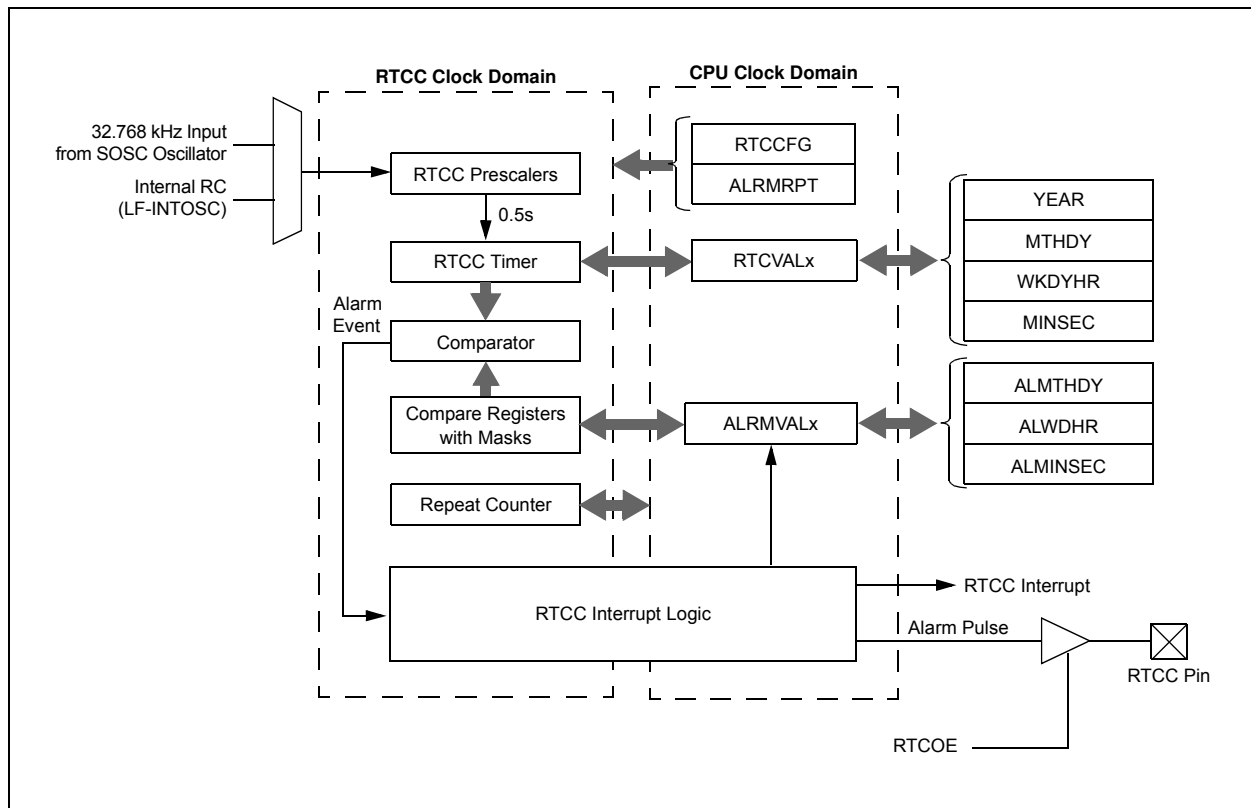 RTCC Clock Domain
CPU Clock Domain
32.768 kHz Input
from SOSC Oscillator
Internal RC
(LF-INTOSC)
RTCC Prescalers
0.5s
RTCC Timer
Alarm
Event
Comparator
Compare Registers
with Masks
Repeat Counter
RTCC Interrupt Logic
RTCCFG
ALRMRPT
RTCVALx
ALRMVALx
YEAR
MTHDY
WKDYHR
MINSEC
ALMTHDY
ALWDHR
ALMINSEC
RTCC Interrupt
Alarm Pulse
RTCC Pin
RTCOE